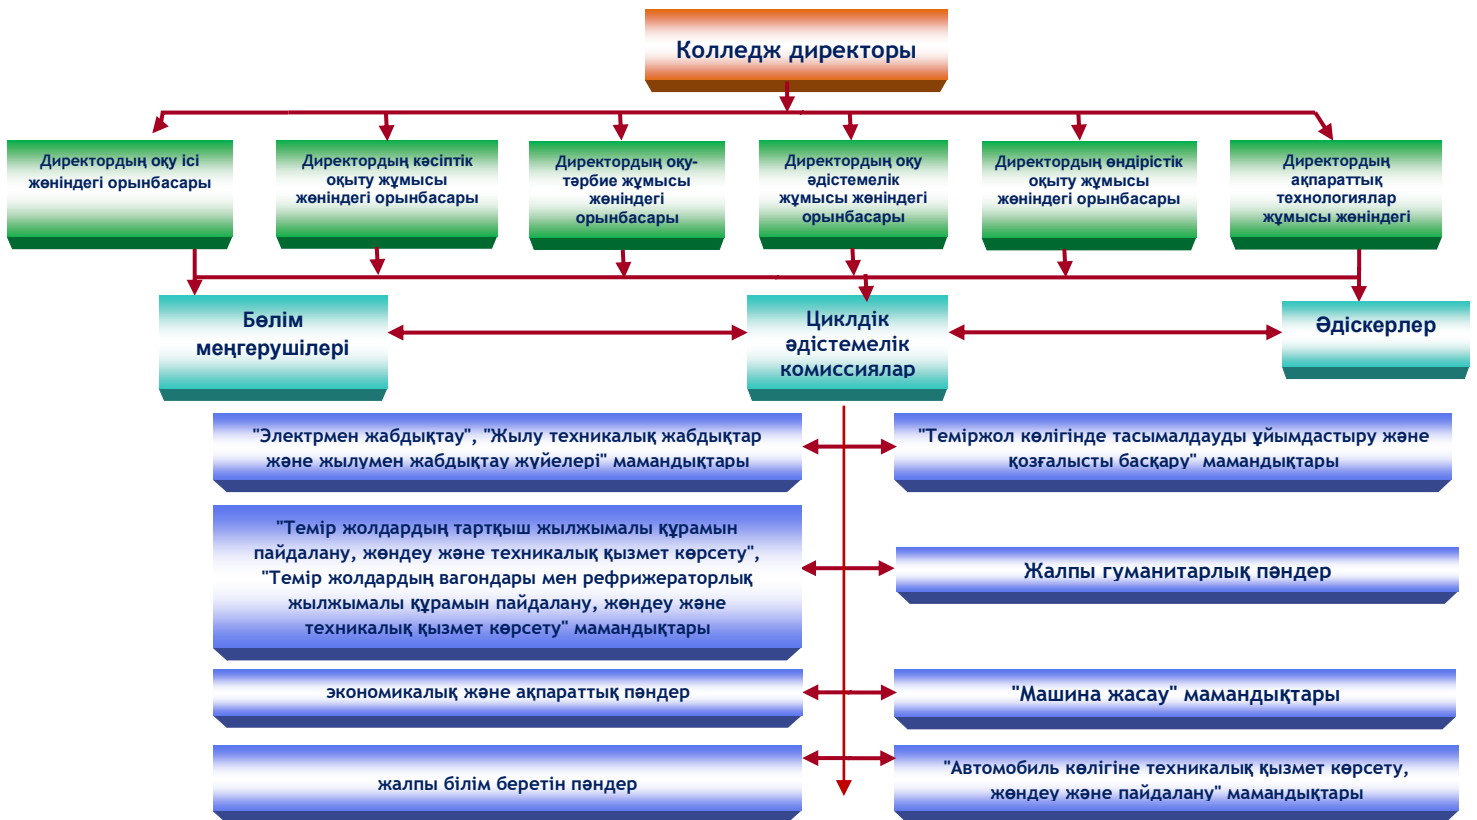 Колледж директоры
Директордың оқу ісі
жөніндегі орынбасары
Директордың кәсіптік
оқыту жұмысы
жөніндегі орынбасары
Директордың оқу-
тәрбие жұмысы
жөніндегі
орынбасары
Директордың оқу
әдістемелік
жұмысы жөніндегі
орынбасары
Директордың өндірістік
оқыту жұмысы
жөніндегі орынбасары
Директордың
ақпараттық
технологиялар
жұмысы жөніндегі
Бөлім
меңгерушілері
Циклдік
әдістемелік
комиссиялар
Әдіскерлер
"Электрмен жабдықтау", "Жылу техникалық жабдықтар
және жылумен жабдықтау жүйелері" мамандықтары
"Теміржол көлігінде тасымалдауды ұйымдастыру және
қозғалысты басқару" мамандықтары
"Темір жолдардың тартқыш жылжымалы құрамын
пайдалану, жөндеу және техникалық қызмет көрсету",
"Темір жолдардың вагондары мен рефрижераторлық
жылжымалы құрамын пайдалану, жөндеу және
техникалық қызмет көрсету" мамандықтары
Жалпы гуманитарлық пәндер
экономикалық және ақпараттық пәндер
"Машина жасау" мамандықтары
жалпы білім беретін пәндер
"Автомобиль көлігіне техникалық қызмет көрсету,
жөндеу және пайдалану" мамандықтары